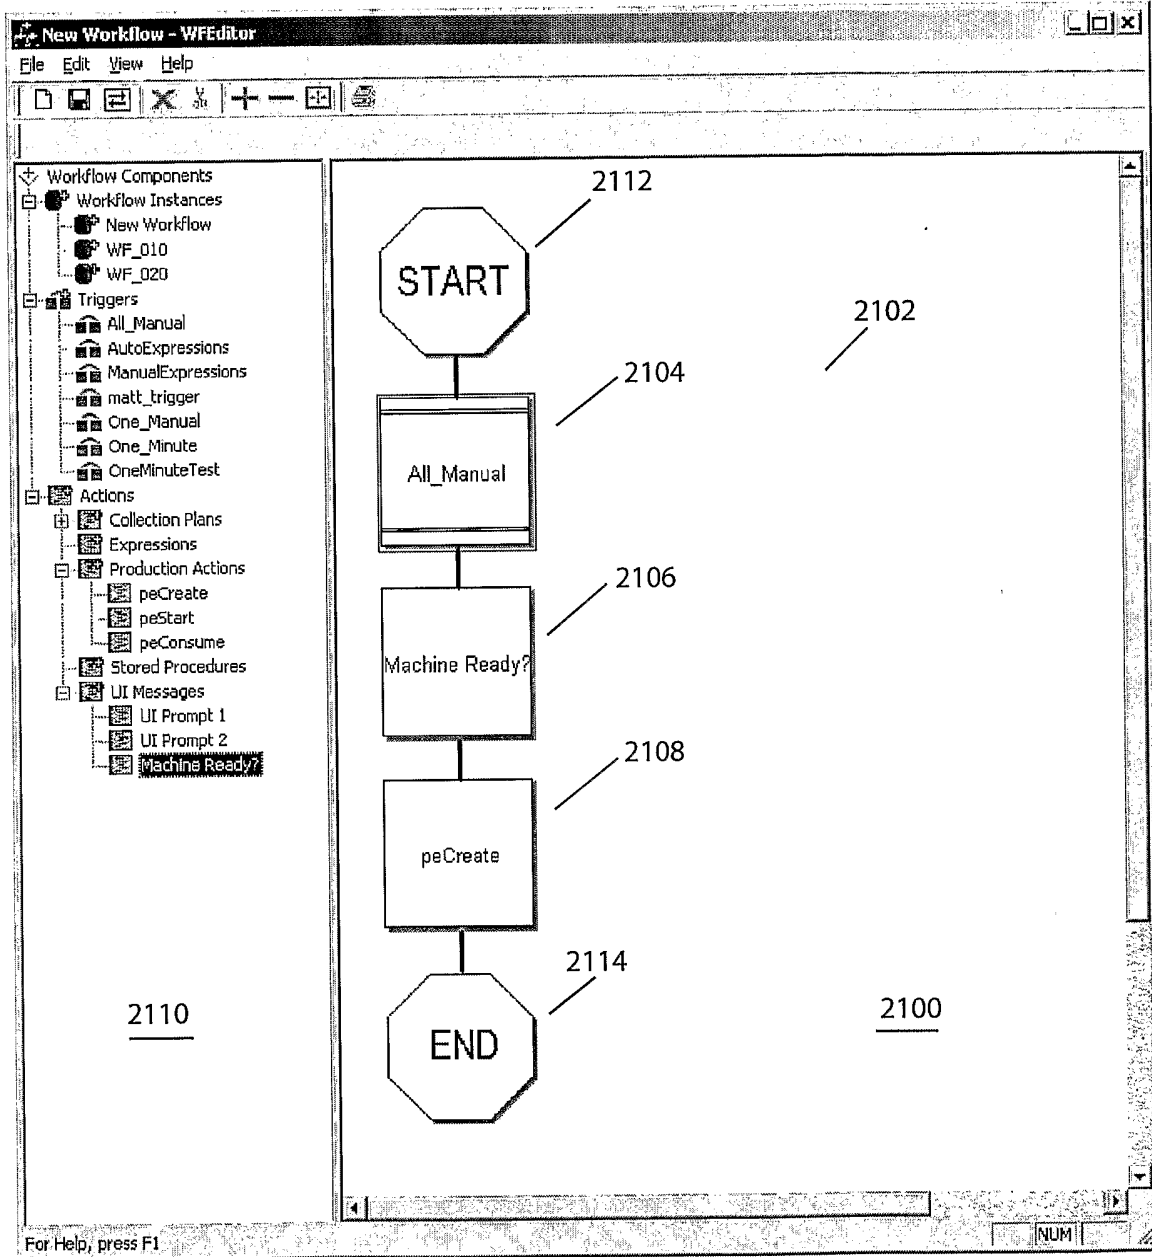 New Workflow - WFEditor
File Edit View Help
Workflow Components
Workflow Instances
New Workflow
WF_010
WF_020
Triggers
All_Manual
AutoExpressions
ManualExpressions
matt_trigger
One_Manual
One_Minute
OneMinuteTest
Actions
Collection Plans
Expressions
Production Actions
peCreate
peStart
peConsume
Stored Procedures
UI Messages
UI Prompt 1
UI Prompt 2
Machine Ready?
2110
2112
START
2102
2104
All_Manual
2106
Machine Ready?
2108
peCreate
2114
END
2100
For Help, press F1
NUM